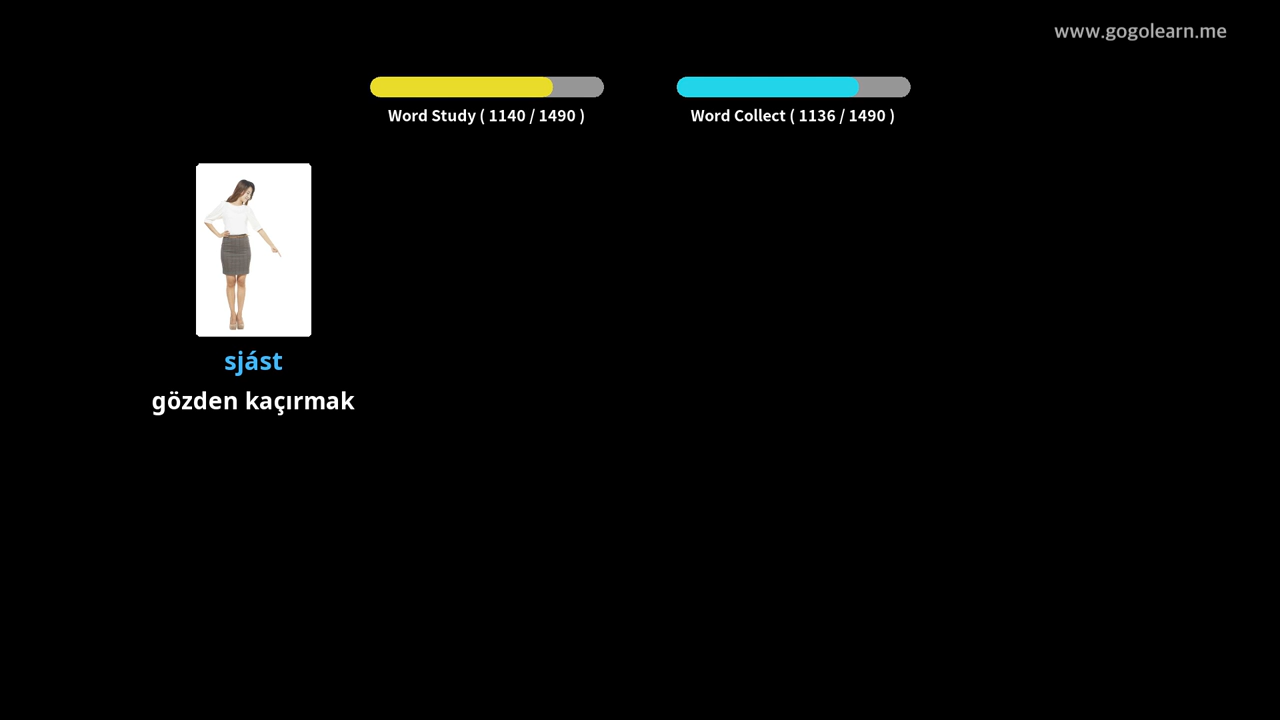 www.gogolearn.me
Word Study ( 1140 / 1490 )
Word Collect ( 1136 / 1490 )
sjást
gözden kaçırmak